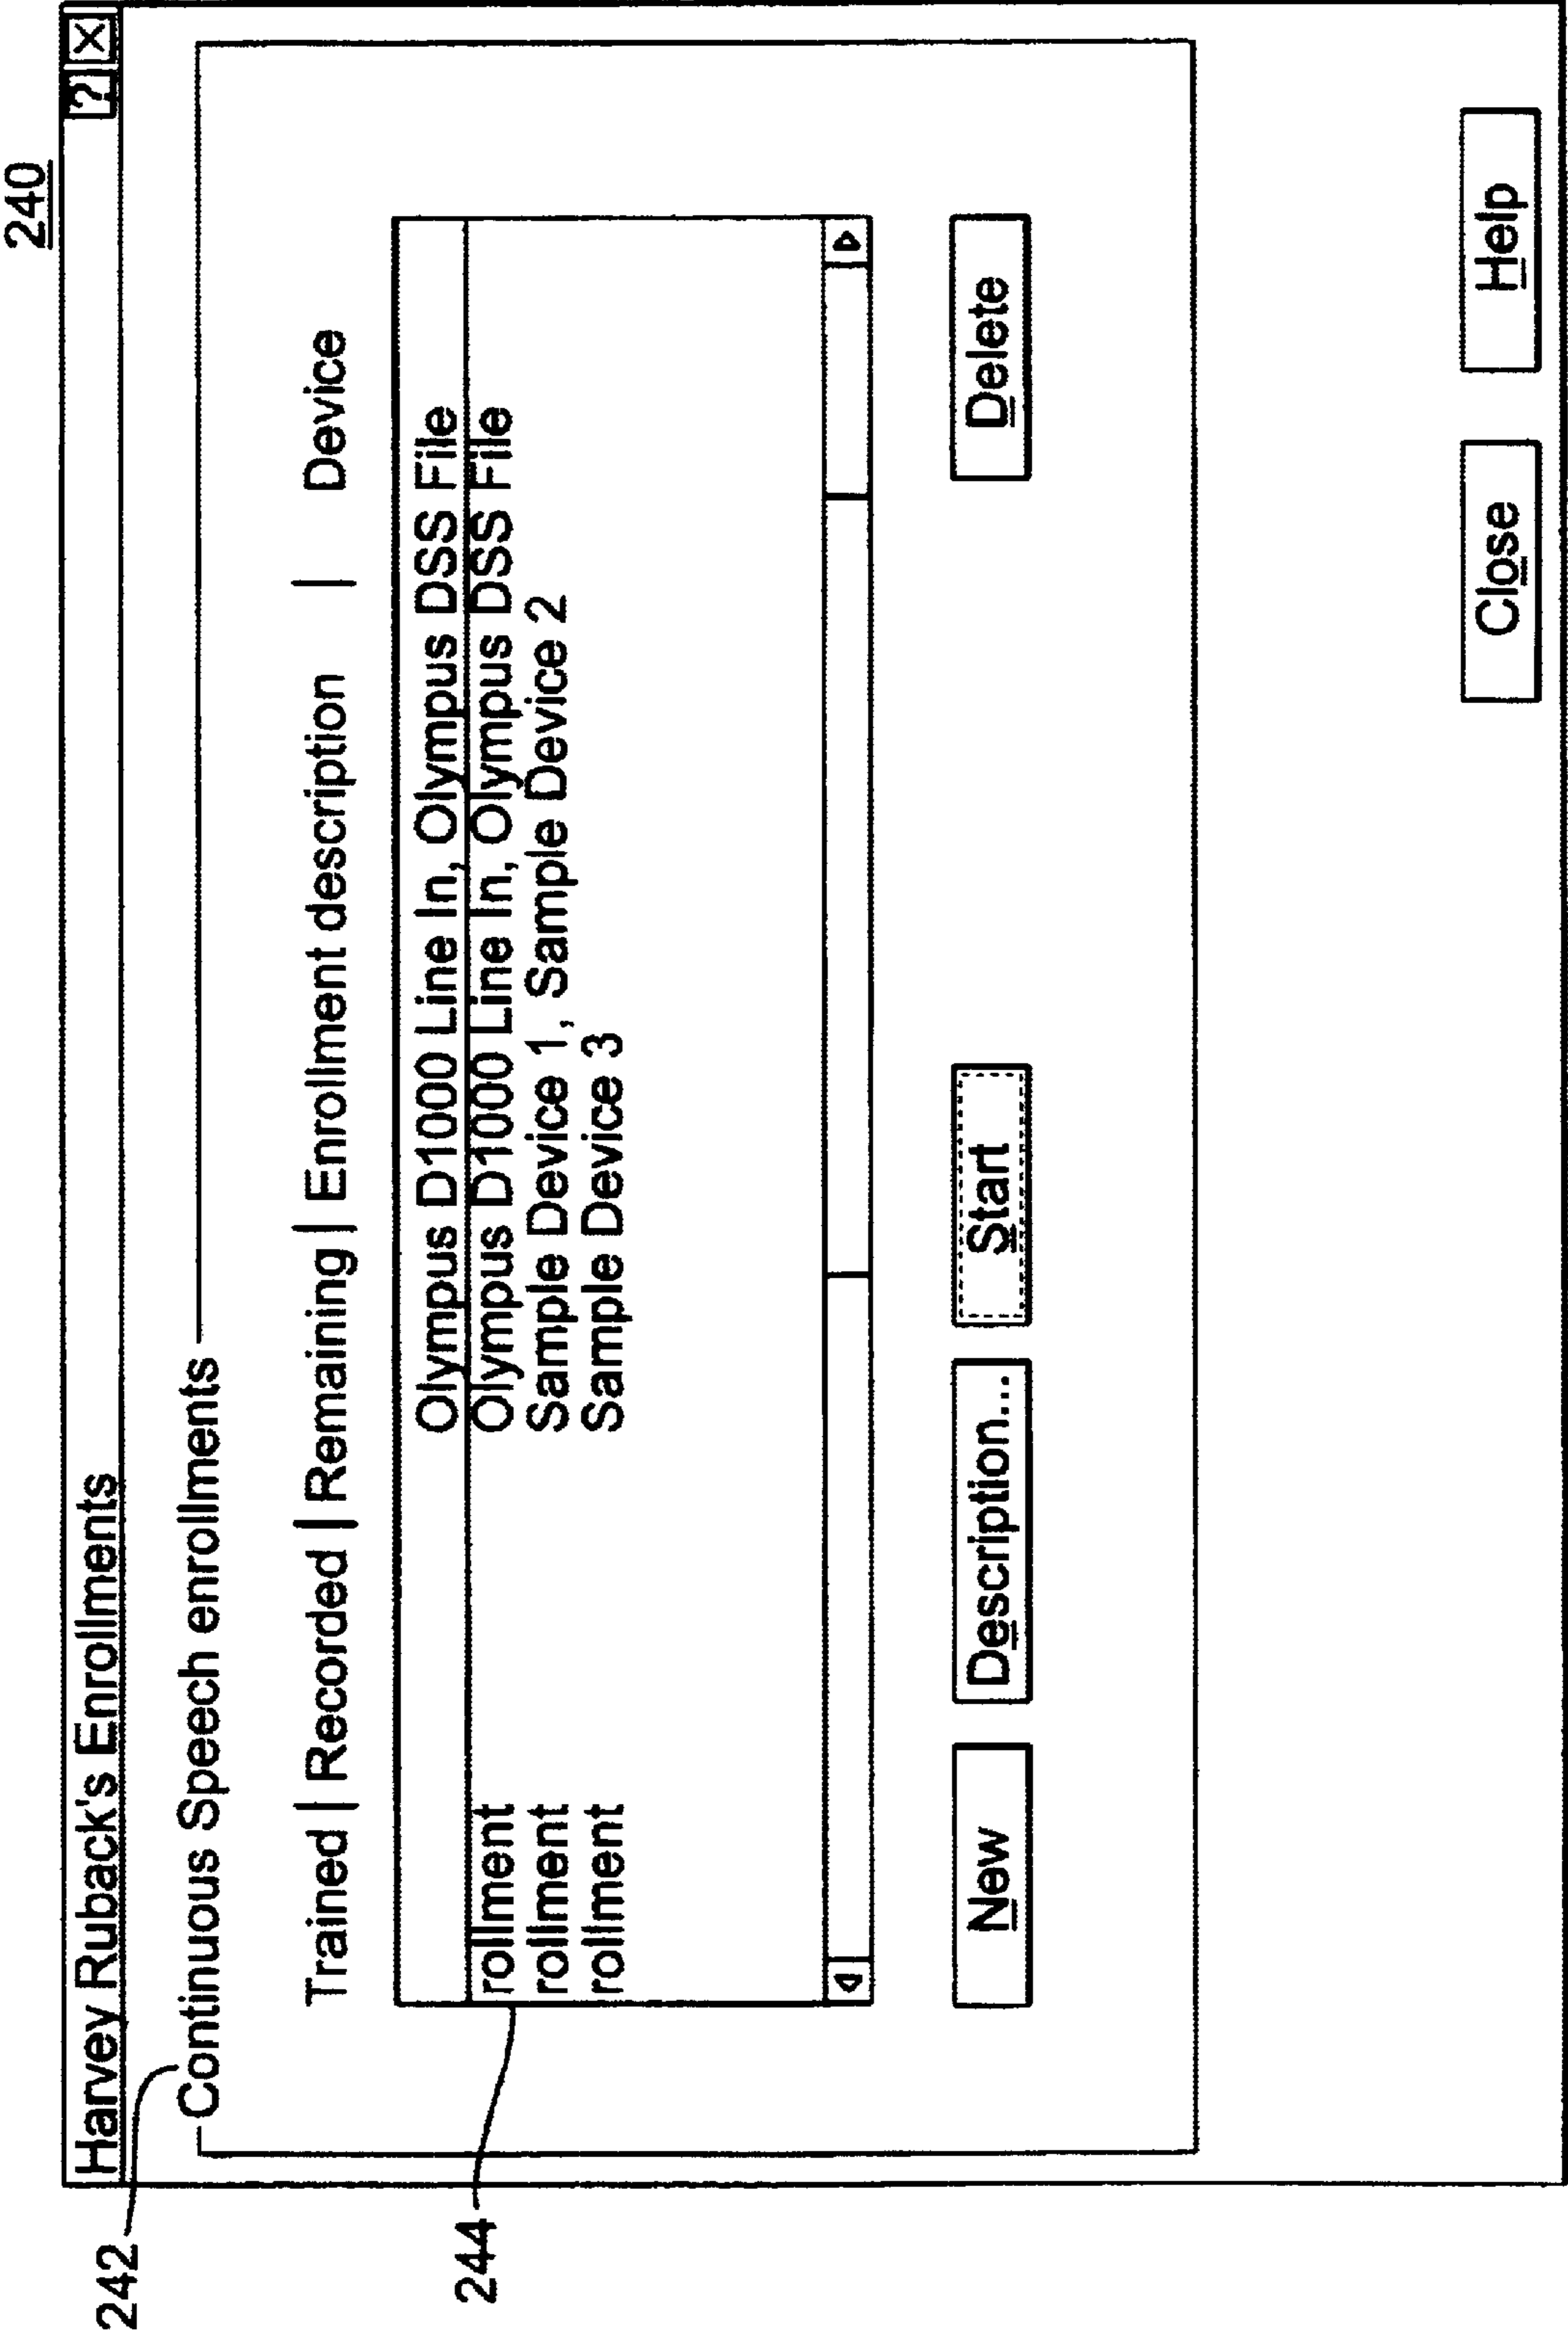 240
Harvey Ruback's Enrollments ? X
242
Continuous Speech enrollments
Trained | Recorded | Remaining | Enrollment description | Device
Olympus D1000 Line In, Olympus DSS File
244
rollment Olympus D1000 Line In, Olympus DSS File
rollment Sample Device 1, Sample Device 2
rollment Sample Device 3
New Description... Start Delete
Close Help